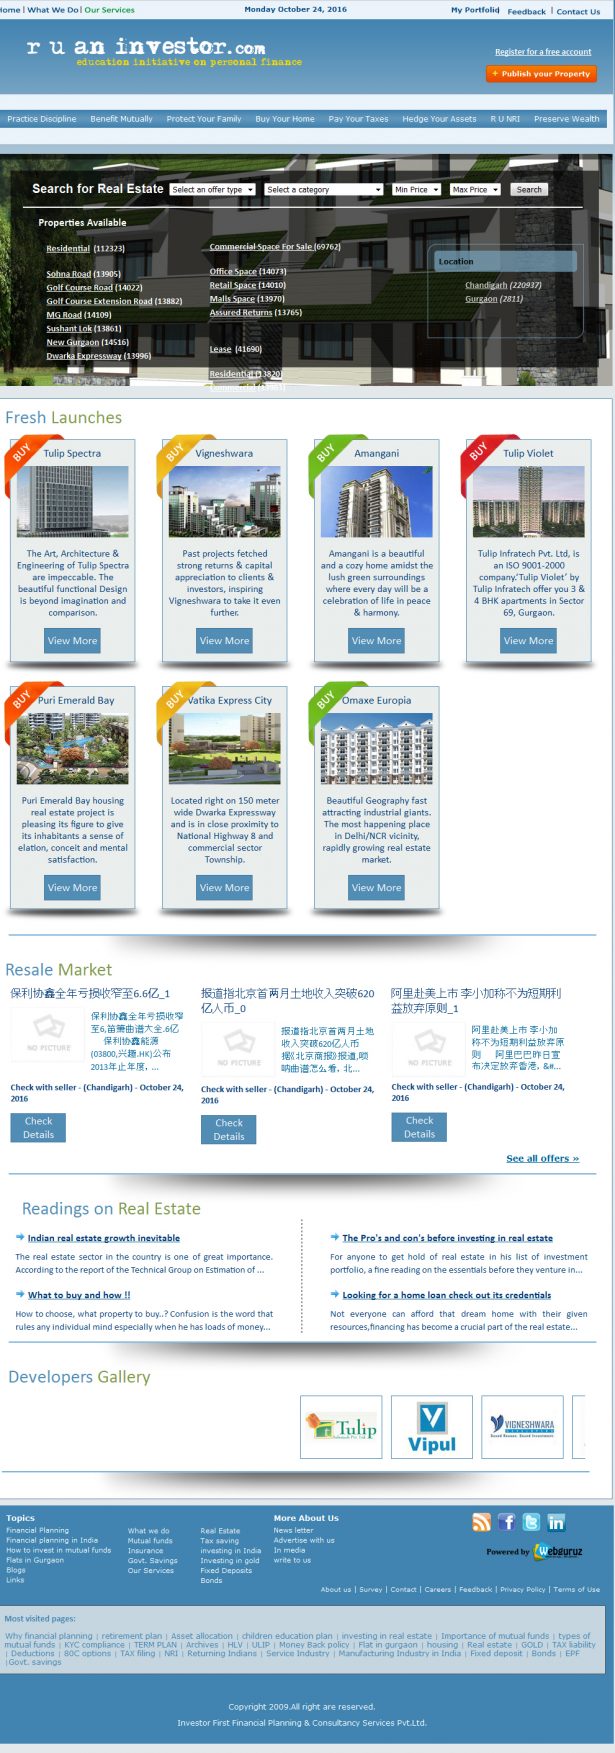 Home | What We Do | Our Services
Monday October 24, 2016
My Portfolio
Feedback | Contact Us
r u an investor.com
education initiative on personal finance
Register for a free account
+ Publish your Property
Practice Discipline Benefit Mutually Protect Your Family Buy Your Home Pay Your Taxes Hedge Your Assets R U NRI Preserve Wealth
Search for Real Estate Select an offer type Select a category Min Price Max Price Search
Properties Available
Residential (112323)
Sohna Road (13905)
Golf Course Road (14022)
Golf Course Extension Road (13882)
MG Road (14109)
Sushant Lok (13861)
New Gurgaon (14516)
Dwarka Expressway (13996)
Commercial Space For Sale (69762)
Office Space (14073)
Retail Space (14010)
Malls Space (13970)
Assured Returns (13765)
Lease (41690)
Residential (13820)
Location
Chandigarh (220937)
Gurgaon (2811)
Fresh Launches
BUY
Tulip Spectra
The Art, Architecture &
Engineering of Tulip Spectra
are impeccable. The
beautiful functional Design
is beyond imagination and
comparison.
View More
BUY
Vigneshwara
Past projects fetched
strong returns & capital
appreciation to clients &
investors, inspiring
Vigneshwara to take it even
further.
View More
BUY
Amangani
Amangani is a beautiful
and a cozy home amidst the
lush green surroundings
where every day will be a
celebration of life in peace
& harmony.
View More
BUY
Tulip Violet
Tulip Infratech Pvt. Ltd, is
an ISO 9001-2000
company.'Tulip Violet' by
Tulip Infratech offer you 3 &
4 BHK apartments in Sector
69, Gurgaon.
View More
BUY
Puri Emerald Bay
Puri Emerald Bay housing
real estate project is
pleasing its figure to give
its inhabitants a sense of
elation, conceit and mental
satisfaction.
View More
BUY
Vatika Express City
Located right on 150 meter
wide Dwarka Expressway
and is in close proximity to
National Highway 8 and
commercial sector
Township.
View More
BUY
Omaxe Europia
Beautiful Geography fast
attracting industrial giants.
The most happening place
in Delhi/NCR vicinity,
rapidly growing real estate
market.
View More
Resale Market
保利协鑫全年亏损收窄至6.6亿_1
NO PICTURE
保利协鑫全年亏损收窄
至6,笛箫曲谱大全.6亿
保利协鑫能源
(03800,兴趣.HK)公布
2013年止年度, ...
Check with seller - (Chandigarh) - October 24,
2016
Check
Details
报道指北京首两月土地收入突破620
亿人币_0
NO PICTURE
报道指北京首两月土地
收入突破620亿人币
据《北京商报》报道,唢
呐曲谱怎么看, 北...
Check with seller - (Chandigarh) - October 24,
2016
Check
Details
阿里赴美上市 李小加称不为短期利
益放弃原则_1
NO PICTURE
阿里赴美上市 李小加
称不为短期利益放弃原
则 阿里巴巴昨日宣
布决定放弃香港, &#...
Check with seller - (Chandigarh) - October 24,
2016
Check
Details
See all offers »
Readings on Real Estate
Indian real estate growth inevitable
The real estate sector in the country is one of great importance.
According to the report of the Technical Group on Estimation of ...
What to buy and how !!
How to choose, what property to buy..? Confusion is the word that
rules any individual mind especially when he has loads of money...
The Pro's and con's before investing in real estate
For anyone to get hold of real estate in his list of investment
portfolio, a fine reading on the essentials before they venture in...
Looking for a home loan check out its credentials
Not everyone can afford that dream home with their given
resources,financing has become a crucial part of the real estate...
Developers Gallery
Tulip
Vipul
VIGNESHWARA
Topics
Financial Planning
Financial planning in India
How to invest in mutual funds
Flats in Gurgaon
Blogs
Links
What we do
Mutual funds
Insurance
Govt. Savings
Our Services
Real Estate
Tax saving
investing in India
Investing in gold
Fixed Deposits
Bonds
More About Us
News letter
Advertise with us
In media
write to us
Powered by Webguruz
About us | Survey | Contact | Careers | Feedback | Privacy Policy | Terms of Use
Most visited pages:
Why financial planning | retirement plan | Asset allocation | children education plan | investing in real estate | Importance of mutual funds | types of
mutual funds | KYC compliance | TERM PLAN | Archives | HLV | ULIP | Money Back policy | Flat in gurgaon | housing | Real estate | GOLD | TAX liability
| Deductions | 80C options | TAX filing | NRI | Returning Indians | Service Industry | Manufacturing Industry in India | Fixed deposit | Bonds | EPF
|Govt. savings
Copyright 2009.All right are reserved.
Investor First Financial Planning & Consultancy Services Pvt.Ltd.